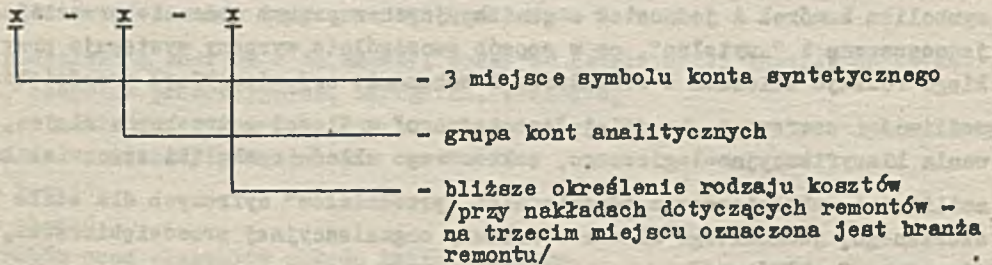 x - x - x
- 3 miejsce symbolu konta syntetycznego
- grupa kont analitycznych
- bliższe określenie rodzaju kosztów
/przy nakładach dotyczących remontów -
na trzecim miejscu oznaczona jest branża
remontu/